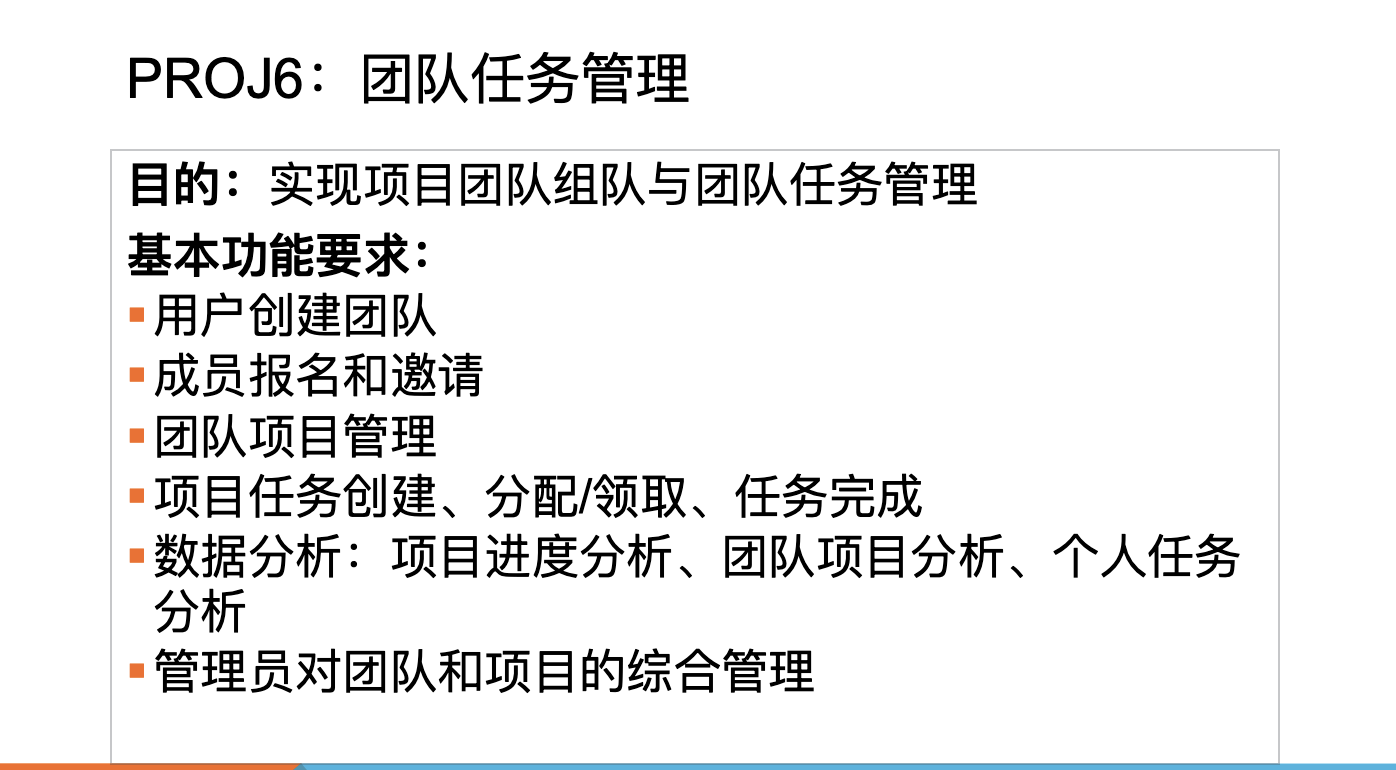 PROJ6：团队任务管理
目的：实现项目团队组队与团队任务管理
基本功能要求：
▪用户创建团队
▪成员报名和邀请
▪团队项目管理
▪项目任务创建、分配/领取、任务完成
▪数据分析：项目进度分析、团队项目分析、个人任务
分析
▪管理员对团队和项目的综合管理